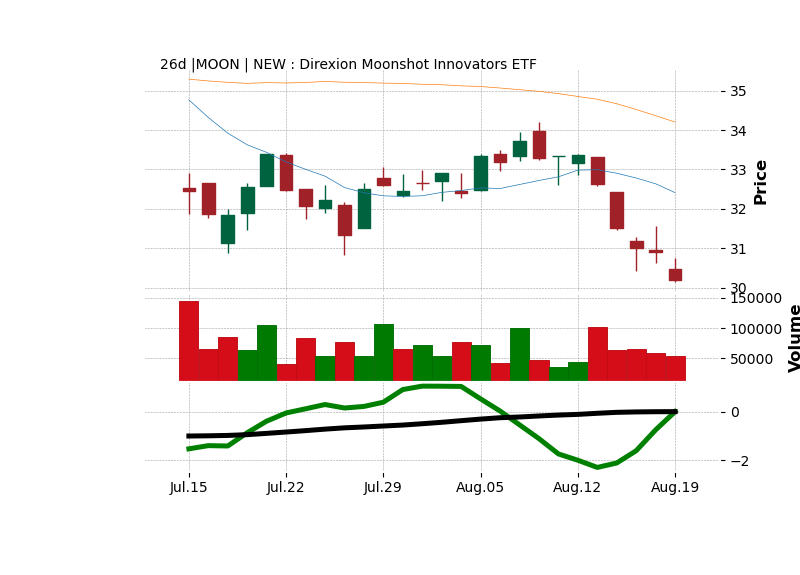 26d |MOON | NEW : Direxion Moonshot Innovators ETF
35
34
33
32
31
30
Price
150000
100000
50000
Volume
0
−2
Jul.15
Jul.22
Jul.29
Aug.05
Aug.12
Aug.19